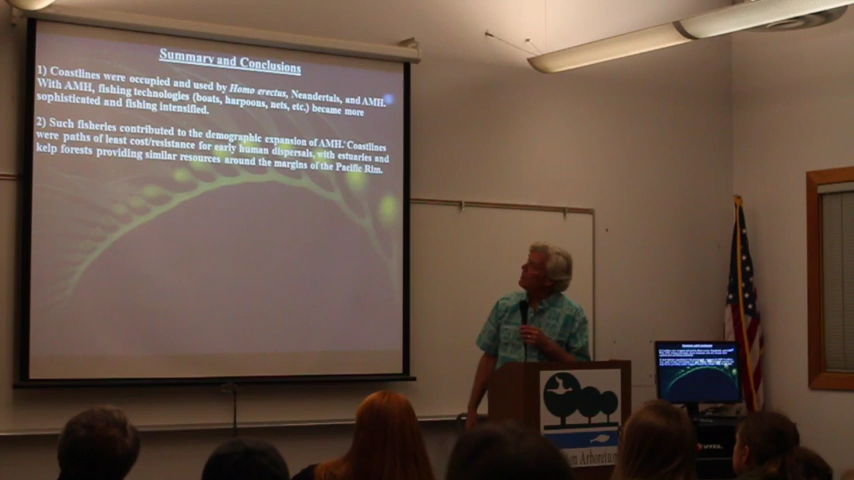 Summary and Conclusions
1) Coastlines were occupied and used by Homo erectus, Neandertals, and AMH.
With AMH, fishing technologies (boats, harpoons, nets, etc.) became more
sophisticated and fishing intensified.
2) Such fisheries contributed to the demographic expansion of AMH. Coastlines
were paths of least cost/resistance for early human dispersals, with estuaries and
kelp forests providing similar resources around the margins of the Pacific Rim.
Arboretum